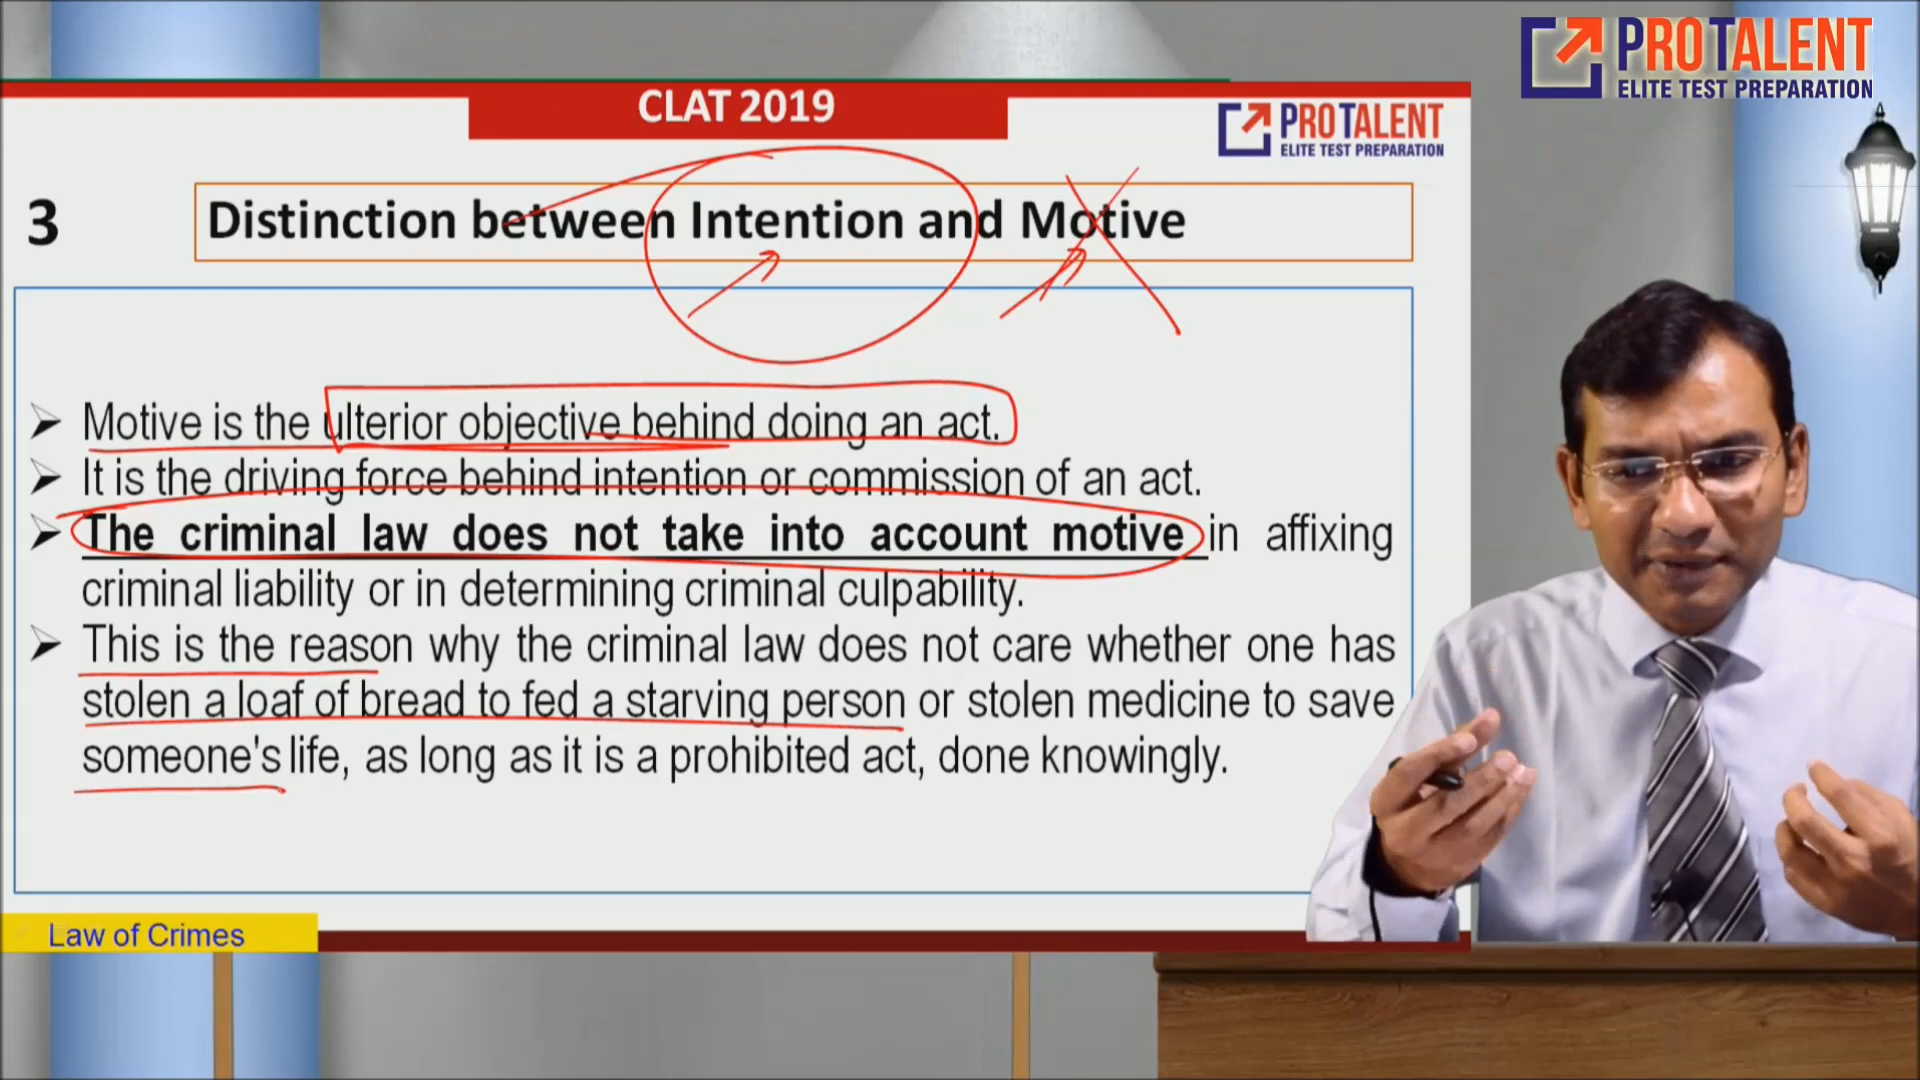 PROTALENT
ELITE TEST PREPARATION
CLAT 2019
PROTALENT
ELITE TEST PREPARATION
3
Distinction between Intention and Motive
Motive is the ulterior objective behind doing an act.
It is the driving force behind intention or commission of an act.
The criminal law does not take into account motive in affixing
criminal liability or in determining criminal culpability.
This is the reason why the criminal law does not care whether one has
stolen a loaf of bread to fed a starving person or stolen medicine to save
someone's life, as long as it is a prohibited act, done knowingly.
Law of Crimes